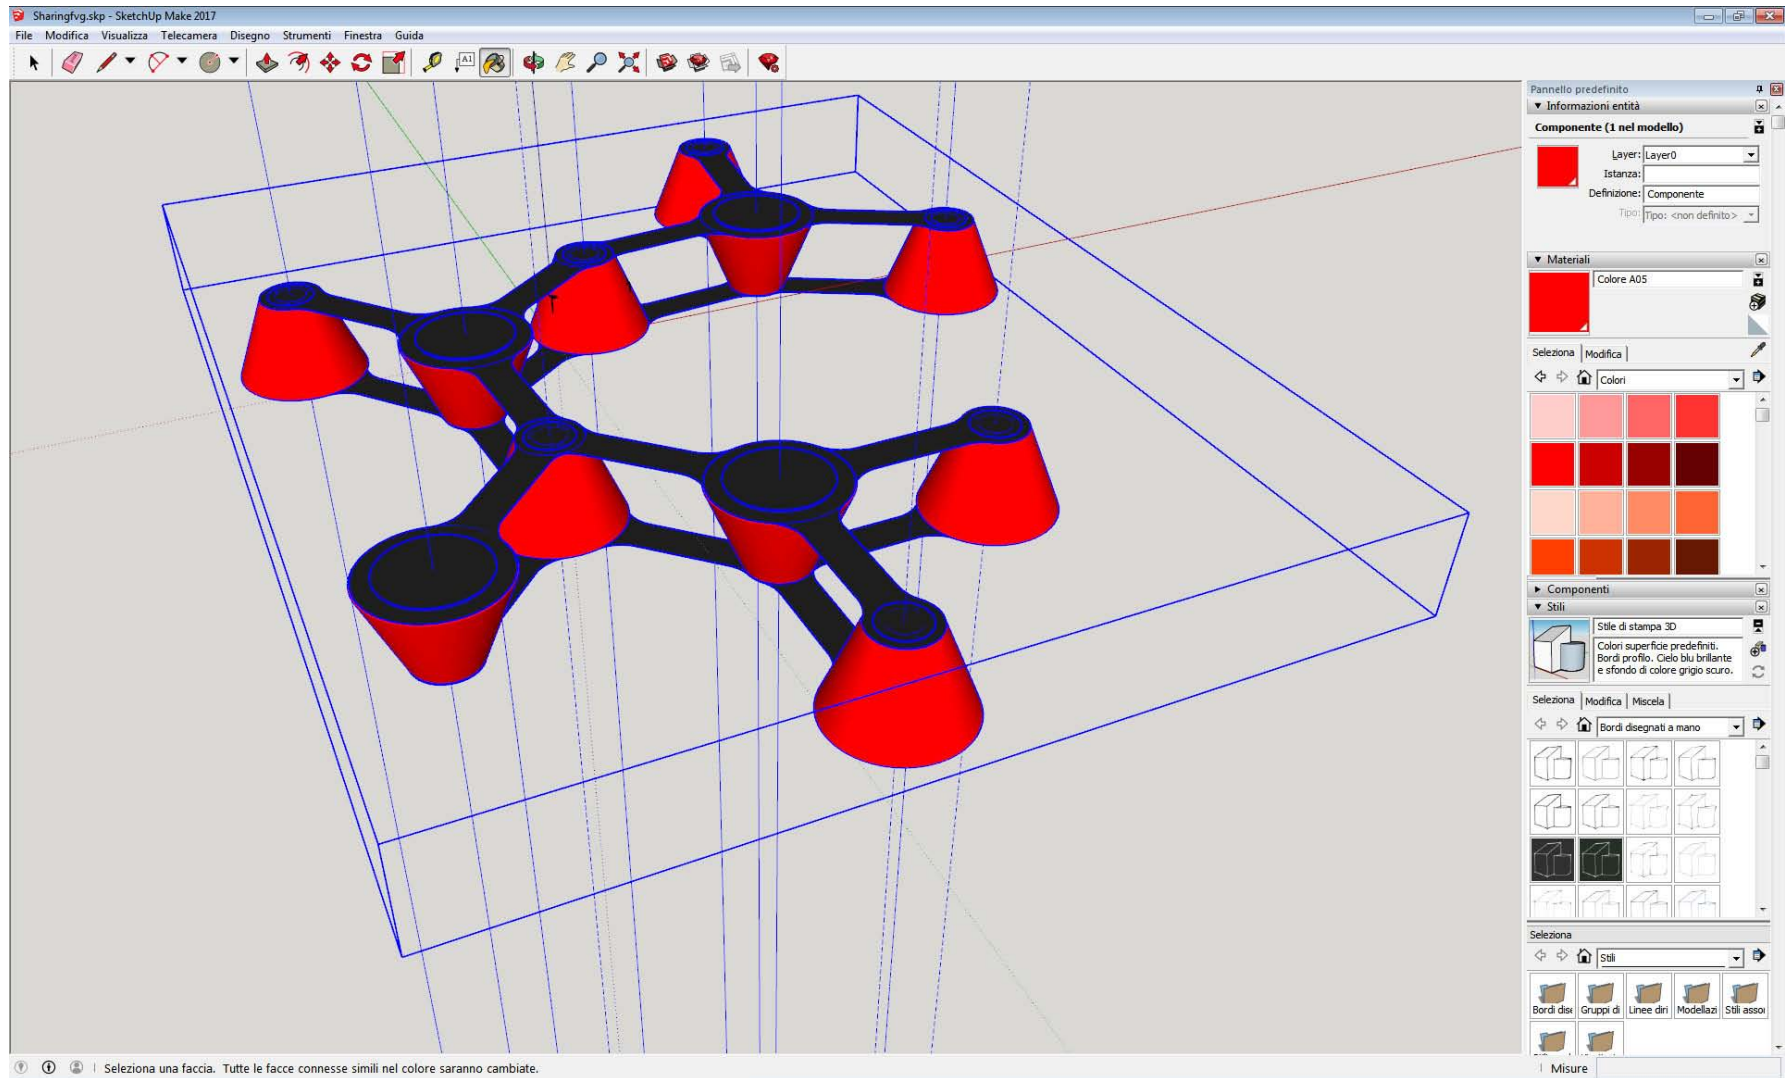 Sharingfvg.skp - SketchUp Make 2017
File Modifica Visualizza Telecamera Disegno Strumenti Finestra Guida
A1
Pannello predefinito
Informazioni entità
Componente (1 nel modello)
Layer: Layer0
Istanza:
Definizione: Componente
Tipo: Tipo: <non definito>
Materiali
Colore A05
Seleziona Modifica
Colori
Componenti
Stili
Stile di stampa 3D
Colori superficie predefiniti.
Bordi profilo. Cielo blu brillante
e sfondo di colore grigio scuro.
Seleziona Modifica Miscela
Bordi disegnati a mano
Seleziona
Stili
Bordi dise Gruppi di Linee diri Modellazi Stili assor
Seleziona una faccia. Tutte le facce connesse simili nel colore saranno cambiate.
Misure